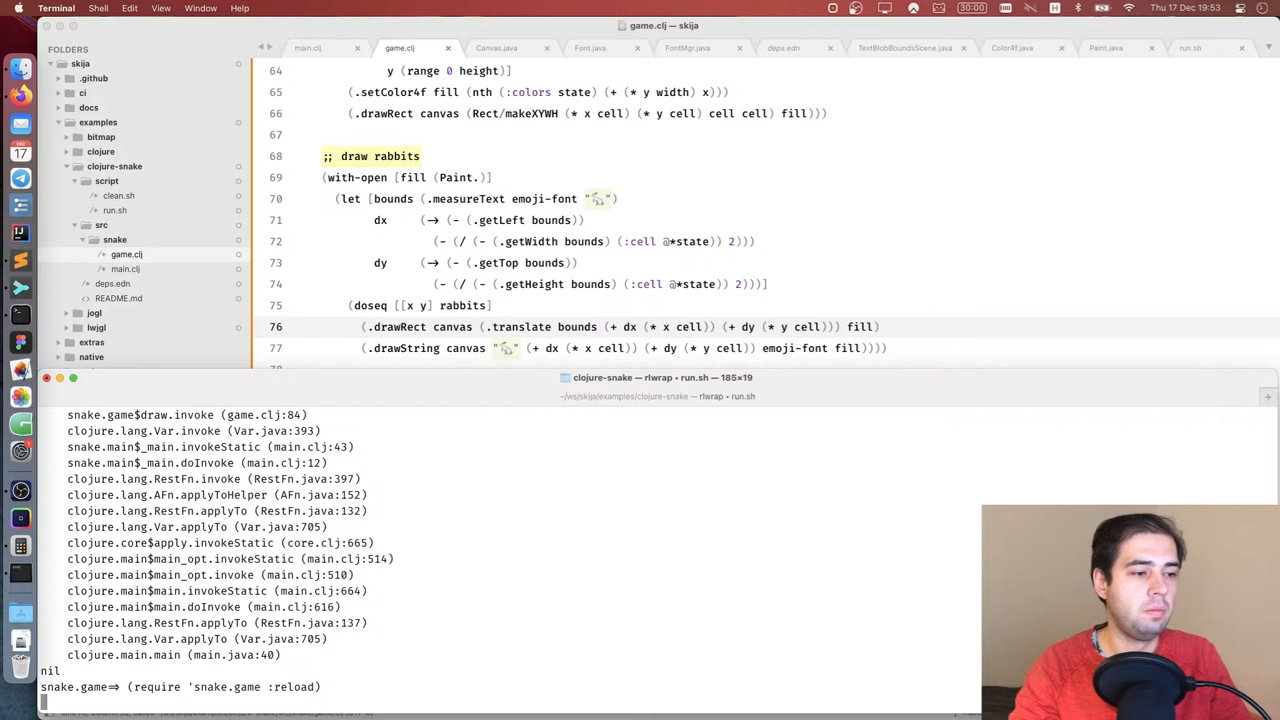 Terminal Shell Edit View Window Help Thu 17 Dec 19:53
game.clj — skija
FOLDERS
main.clj game.clj Canvas.java Font.java FontMgr.java deps.edn TextBlobBoundsScene.java Color4f.java Paint.java run.sh
skija
.github
ci
docs
examples
bitmap
clojure
clojure-snake
script
clean.sh
run.sh
src
snake
game.clj
main.clj
deps.edn
README.md
jogl
lwjgl
extras
native
64 y (range 0 height)]
65 (.setColor4f fill (nth (:colors state) (+ (* y width) x)))
66 (.drawRect canvas (Rect/makeXYWH (* x cell) (* y cell) cell cell) fill)))
67
68 ;; draw rabbits
69 (with-open [fill (Paint.)]
70 (let [bounds (.measureText emoji-font "🐇")
71 dx (-> (- (.getLeft bounds))
72 (- (/ (- (.getWidth bounds) (:cell @*state)) 2)))
73 dy (-> (- (.getTop bounds))
74 (- (/ (- (.getHeight bounds) (:cell @*state)) 2)))]
75 (doseq [[x y] rabbits]
76 (.drawRect canvas (.translate bounds (+ dx (* x cell)) (+ dy (* y cell))) fill)
77 (.drawString canvas "🐇" (+ dx (* x cell)) (+ dy (* y cell)) emoji-font fill))))
clojure-snake — rlwrap • run.sh — 185×19
~/ws/skija/examples/clojure-snake — rlwrap • run.sh
snake.game$draw.invoke (game.clj:84)
clojure.lang.Var.invoke (Var.java:393)
snake.main$_main.invokeStatic (main.clj:43)
snake.main$_main.doInvoke (main.clj:12)
clojure.lang.RestFn.invoke (RestFn.java:397)
clojure.lang.AFn.applyToHelper (AFn.java:152)
clojure.lang.RestFn.applyTo (RestFn.java:132)
clojure.lang.Var.applyTo (Var.java:705)
clojure.core$apply.invokeStatic (core.clj:665)
clojure.main$main_opt.invokeStatic (main.clj:514)
clojure.main$main_opt.invoke (main.clj:510)
clojure.main$main.invokeStatic (main.clj:664)
clojure.main$main.doInvoke (main.clj:616)
clojure.lang.RestFn.applyTo (RestFn.java:137)
clojure.lang.Var.applyTo (Var.java:705)
clojure.main.main (main.java:40)
nil
snake.game=> (require 'snake.game :reload)